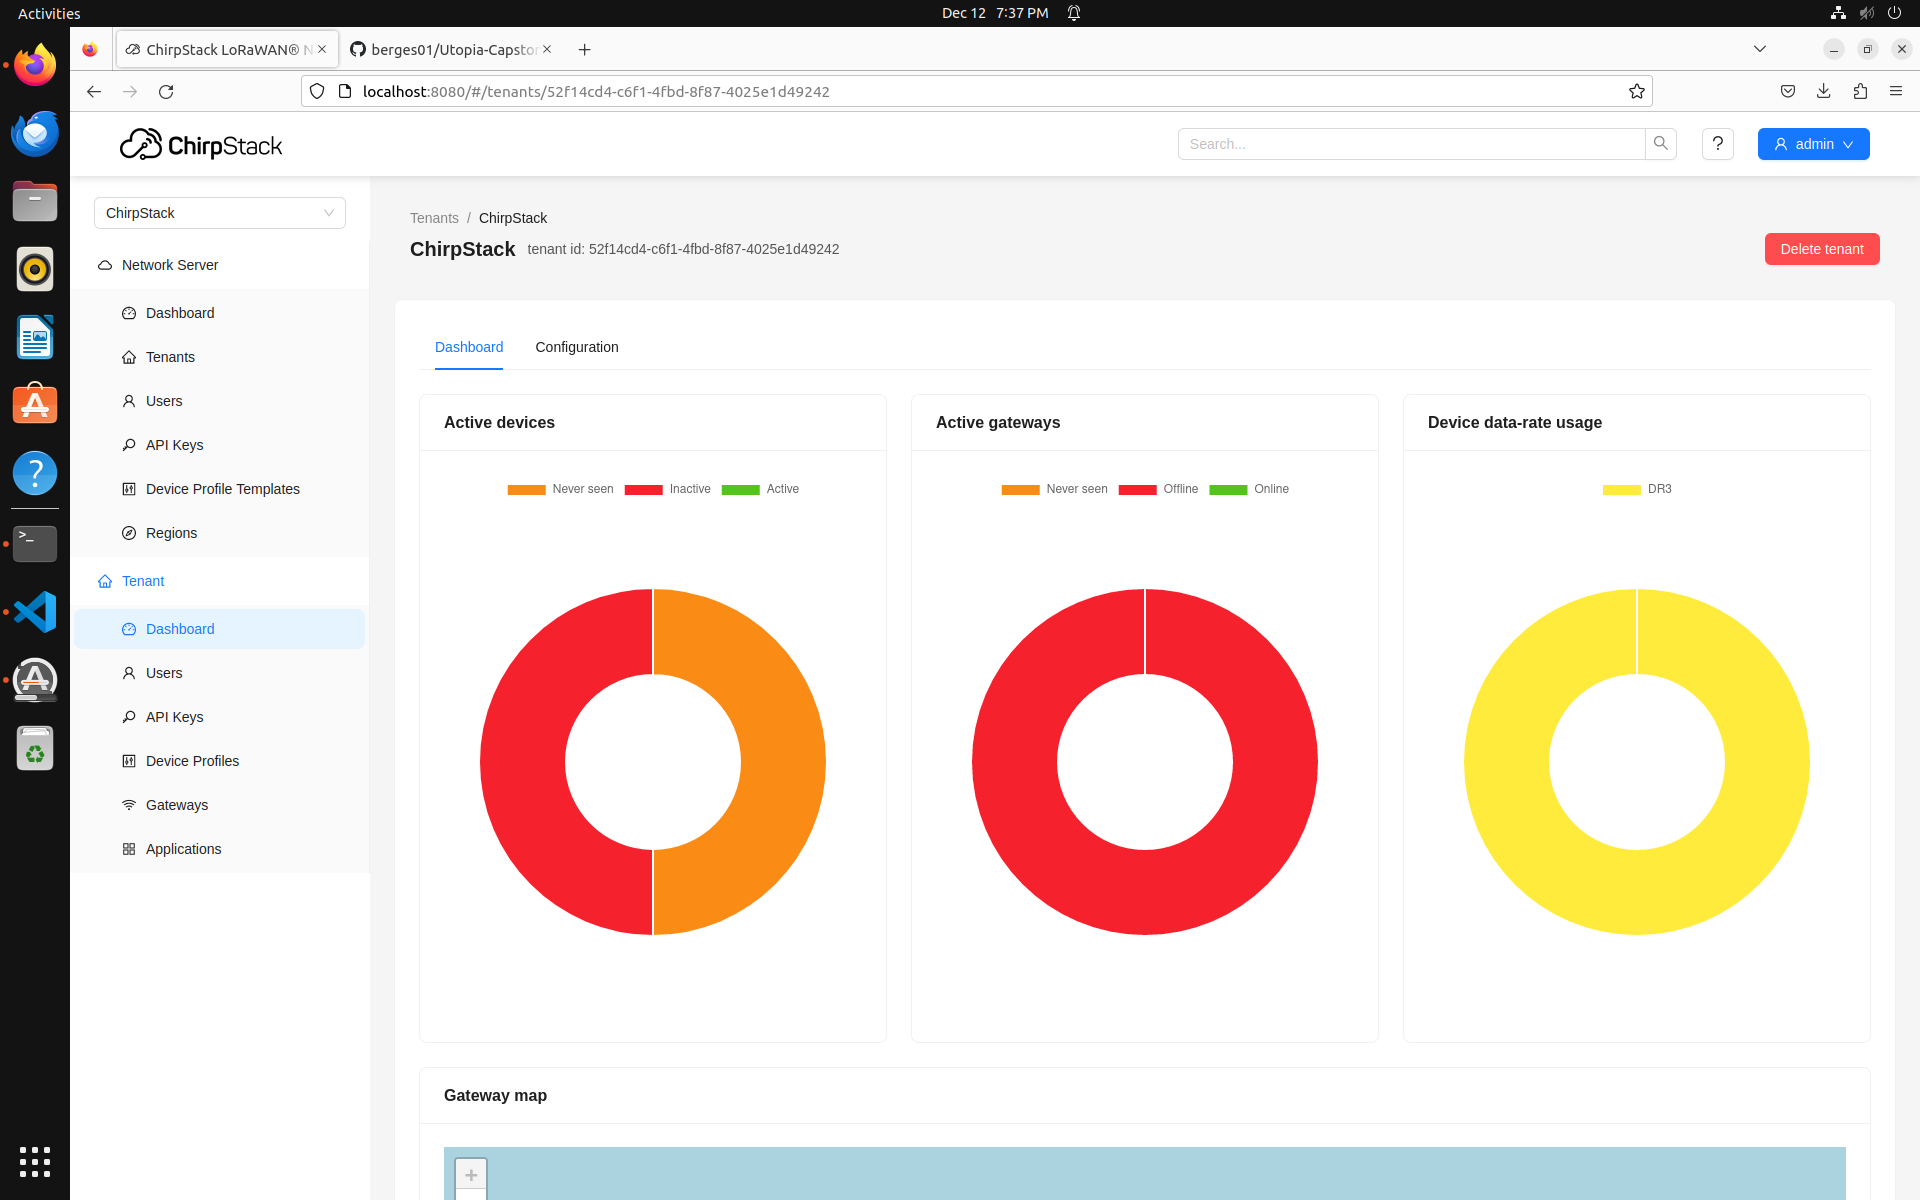 Activities
Dec 12 7:37 PM
ChirpStack LoRaWAN® N
berges01/Utopia-Capstor
localhost:8080/#/tenants/52f14cd4-c6f1-4fbd-8f87-4025e1d49242
ChirpStack
Search...
?
admin
ChirpStack
Network Server
Dashboard
Tenants
Users
API Keys
Device Profile Templates
Regions
Tenant
Dashboard
Users
API Keys
Device Profiles
Gateways
Applications
Tenants / ChirpStack
ChirpStack tenant id: 52f14cd4-c6f1-4fbd-8f87-4025e1d49242
Delete tenant
Dashboard Configuration
Active devices
Never seen Inactive Active
Active gateways
Never seen Offline Online
Device data-rate usage
DR3
Gateway map
+